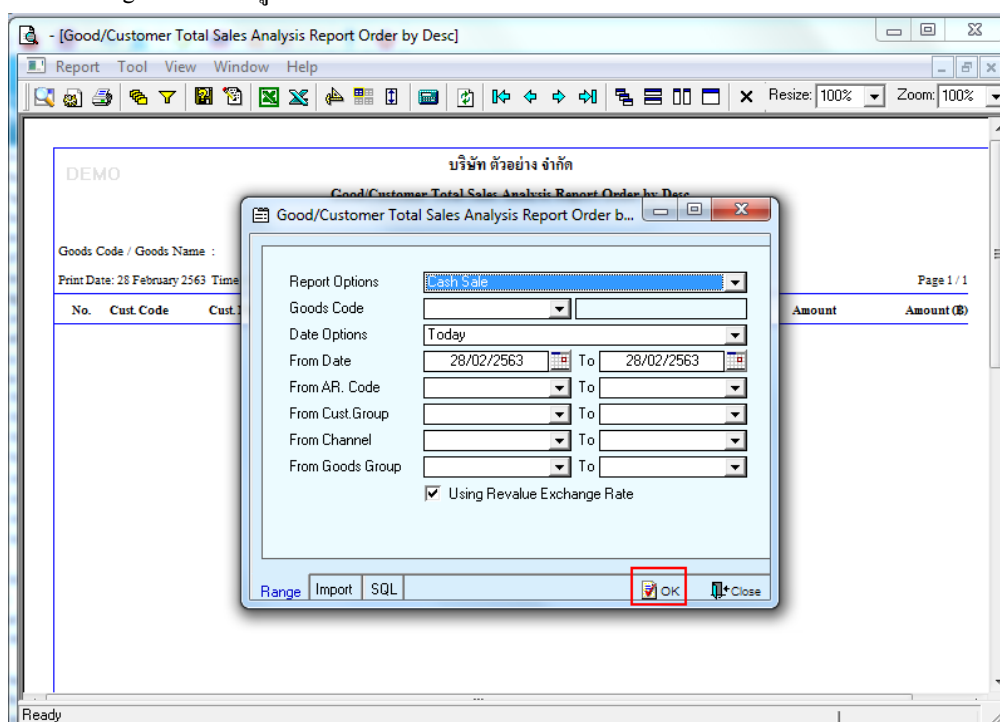 - [Good/Customer Total Sales Analysis Report Order by Desc]
Report Tool View Window Help
Resize: 100% Zoom: 100%
บริษัท ตัวอย่าง จำกัด
DEMO
Good/Customer Total Sales Analysis Report Order by Desc
Good/Customer Total Sales Analysis Report Order b...
Goods Code / Goods Name :
Print Date: 28 February 2563 Time
Page 1 / 1
No. Cust. Code Cust. Amount Amount (฿)
Report Options Cash Sale
Goods Code
Date Options Today
From Date 28/02/2563 To 28/02/2563
From AR. Code To
From Cust.Group To
From Channel To
From Goods Group To
Using Revalue Exchange Rate
Range Import SQL OK Close
Ready